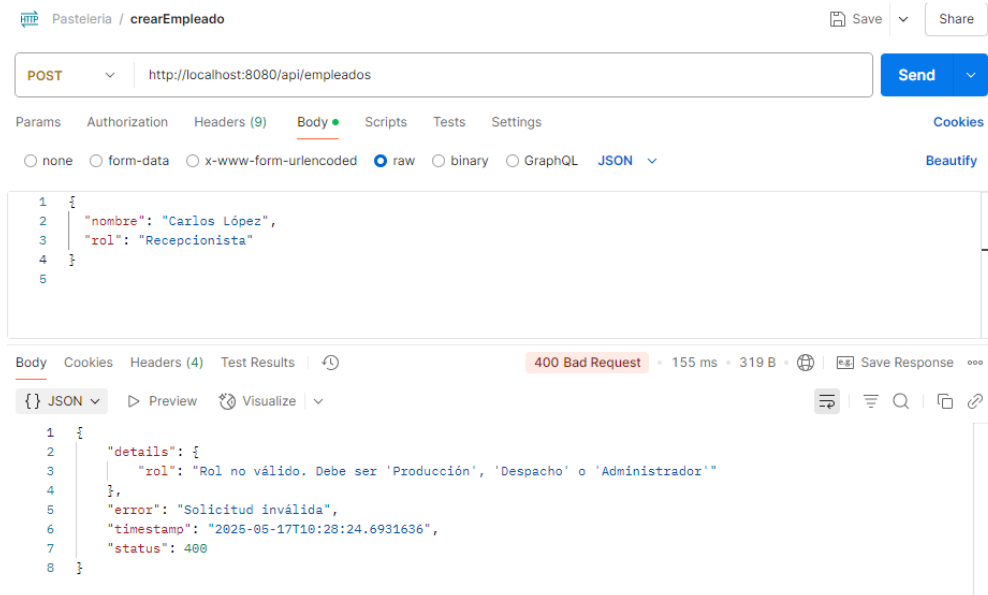 HTTP Pasteleria / crearEmpleado Save Share
POST http://localhost:8080/api/empleados Send
Params Authorization Headers (9) Body Scripts Tests Settings Cookies
none form-data x-www-form-urlencoded raw binary GraphQL JSON Beautify
1 {
2 "nombre": "Carlos López",
3 "rol": "Recepcionista"
4 }
5
Body Cookies Headers (4) Test Results 400 Bad Request 155 ms 319 B e.g. Save Response
{} JSON Preview Visualize
1 {
2 "details": {
3 "rol": "Rol no válido. Debe ser 'Producción', 'Despacho' o 'Administrador'"
4 },
5 "error": "Solicitud inválida",
6 "timestamp": "2025-05-17T10:28:24.6931636",
7 "status": 400
8 }